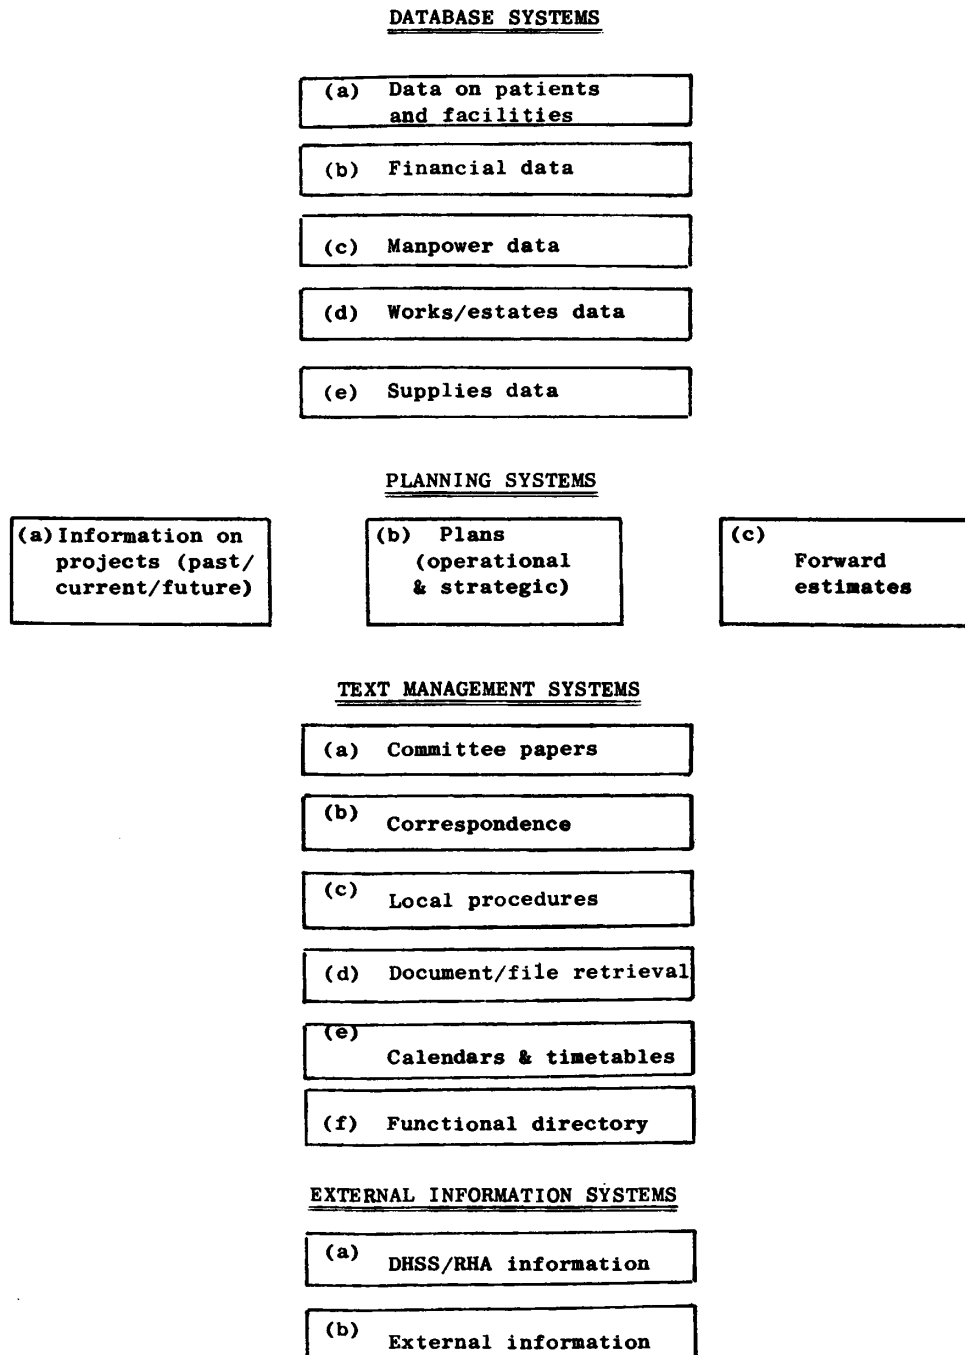 DATABASE SYSTEMS
(a) Data on patients
and facilities
(b) Financial data
(c) Manpower data
(d) Works/estates data
(e) Supplies data
PLANNING SYSTEMS
(a) Information on
projects (past/
current/future)
(b) Plans
(operational
& strategic)
(c)
Forward
estimates
TEXT MANAGEMENT SYSTEMS
(a) Committee papers
(b)
Correspondence
(c)
Local procedures
(d) Document/file retrieval
(e)
Calendars & timetables
(f) Functional directory
EXTERNAL INFORMATION SYSTEMS
(a)
DHSS/RHA information
(b)
External information